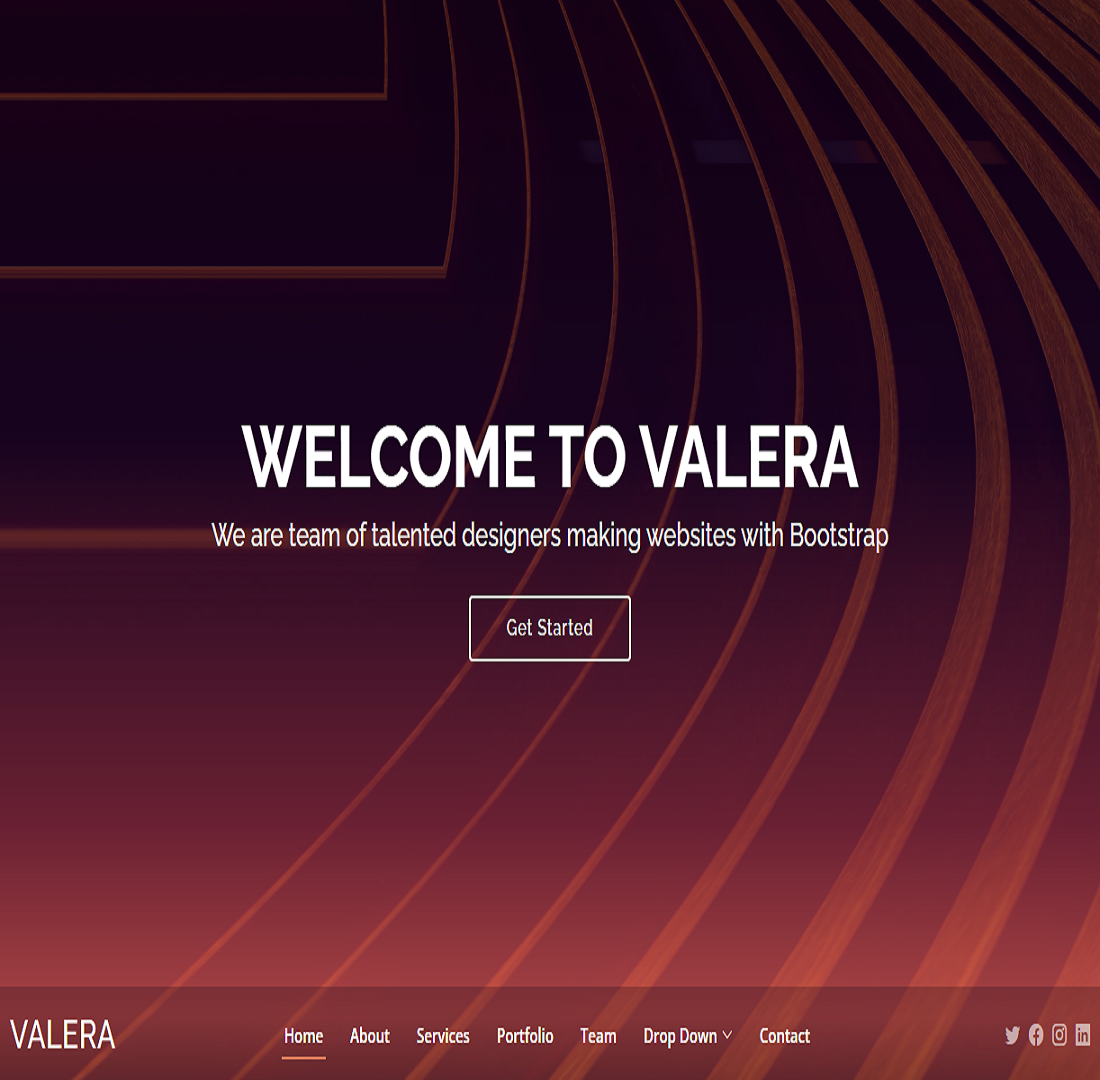 WELCOME TO VALERA
We are team of talented designers making websites with Bootstrap
Get Started
VALERA
Home About Services Portfolio Team Drop Down Contact